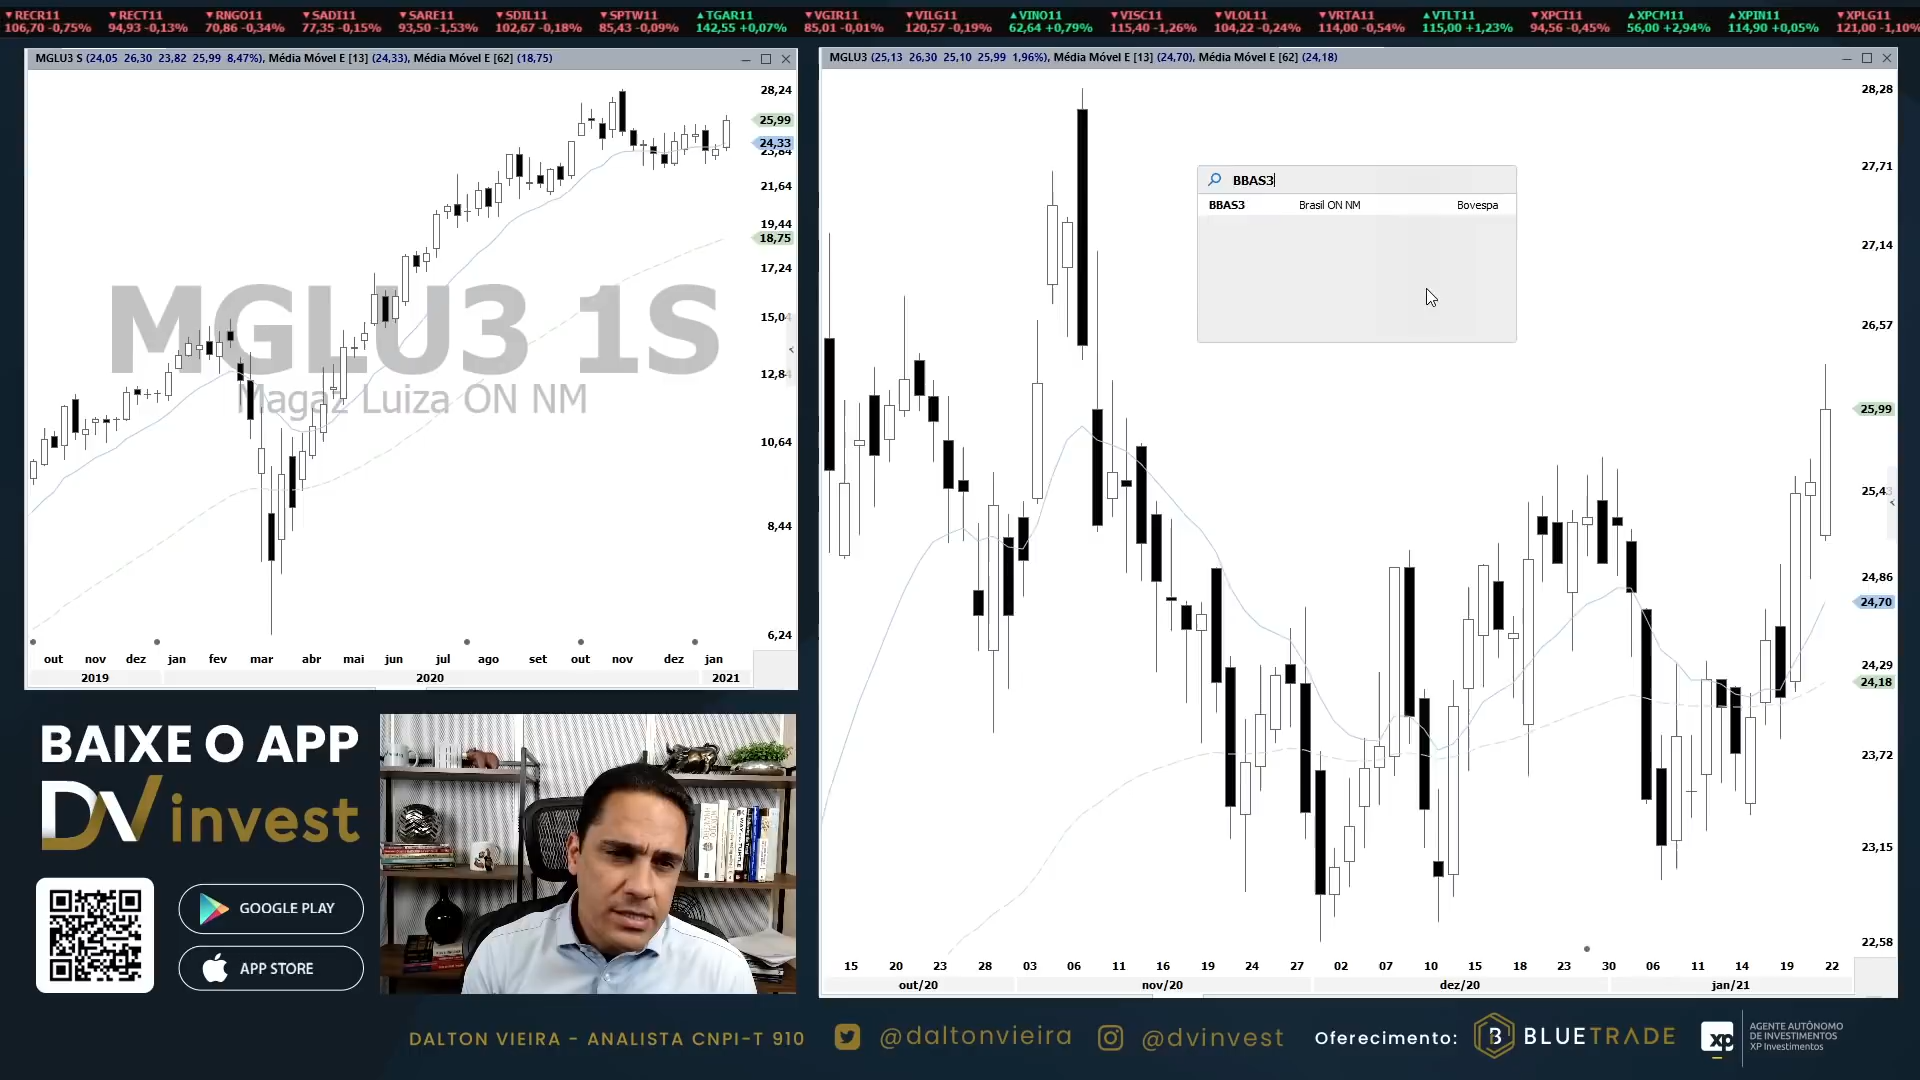 ▼RECR11
106,70 -0,75%
▼RECT11
94,93 -0,13%
▼RNGO11
70,86 -0,34%
▼SADI11
77,35 -0,15%
▼SARE11
93,50 -1,53%
▼SDIL11
102,67 -0,18%
▼SPTW11
85,43 -0,09%
▲TGAR11
142,55 +0,07%
▼VGIR11
85,01 -0,01%
▼VILG11
120,57 -0,19%
▲VINO11
62,64 +0,79%
▼VISC11
115,40 -1,26%
▼VLOL11
104,22 -0,24%
▼VRTA11
114,00 -0,54%
▲VTLT11
115,00 +1,23%
▼XPCI11
94,56 -0,45%
▲XPCM11
56,00 +2,94%
▲XPIN11
114,90 +0,05%
▼XPLG11
121,00 -1,10%
MGLU3 S (24,05 26,30 23,82 25,99 8,47%), Média Móvel E [13] (24,33), Média Móvel E [62] (18,75)
28,24
25,99
24,33
23,84
21,64
19,44
18,75
17,24
15,04
12,84
10,64
8,44
6,24
MGLU3 1S
Magaz Luiza ON NM
out nov dez jan fev mar abr mai jun jul ago set out nov dez jan
2019 2020 2021
MGLU3 (25,13 26,30 25,10 25,99 1,96%), Média Móvel E [13] (24,70), Média Móvel E [62] (24,18)
BBAS3
BBAS3 Brasil ON NM Bovespa
28,28
27,71
27,14
26,57
25,99
25,43
24,86
24,70
24,29
24,18
23,72
23,15
22,58
15 20 23 28 03 06 11 16 19 24 27 02 07 10 15 18 23 30 06 11 14 19 22
out/20 nov/20 dez/20 jan/21
BAIXE O APP
DV invest
GOOGLE PLAY
APP STORE
DALTON VIEIRA - ANALISTA CNPI-T 910
@daltonvieira
@dvinvest
Oferecimento:
BLUETRADE
xp
AGENTE AUTÔNOMO
DE INVESTIMENTOS
XP Investimentos